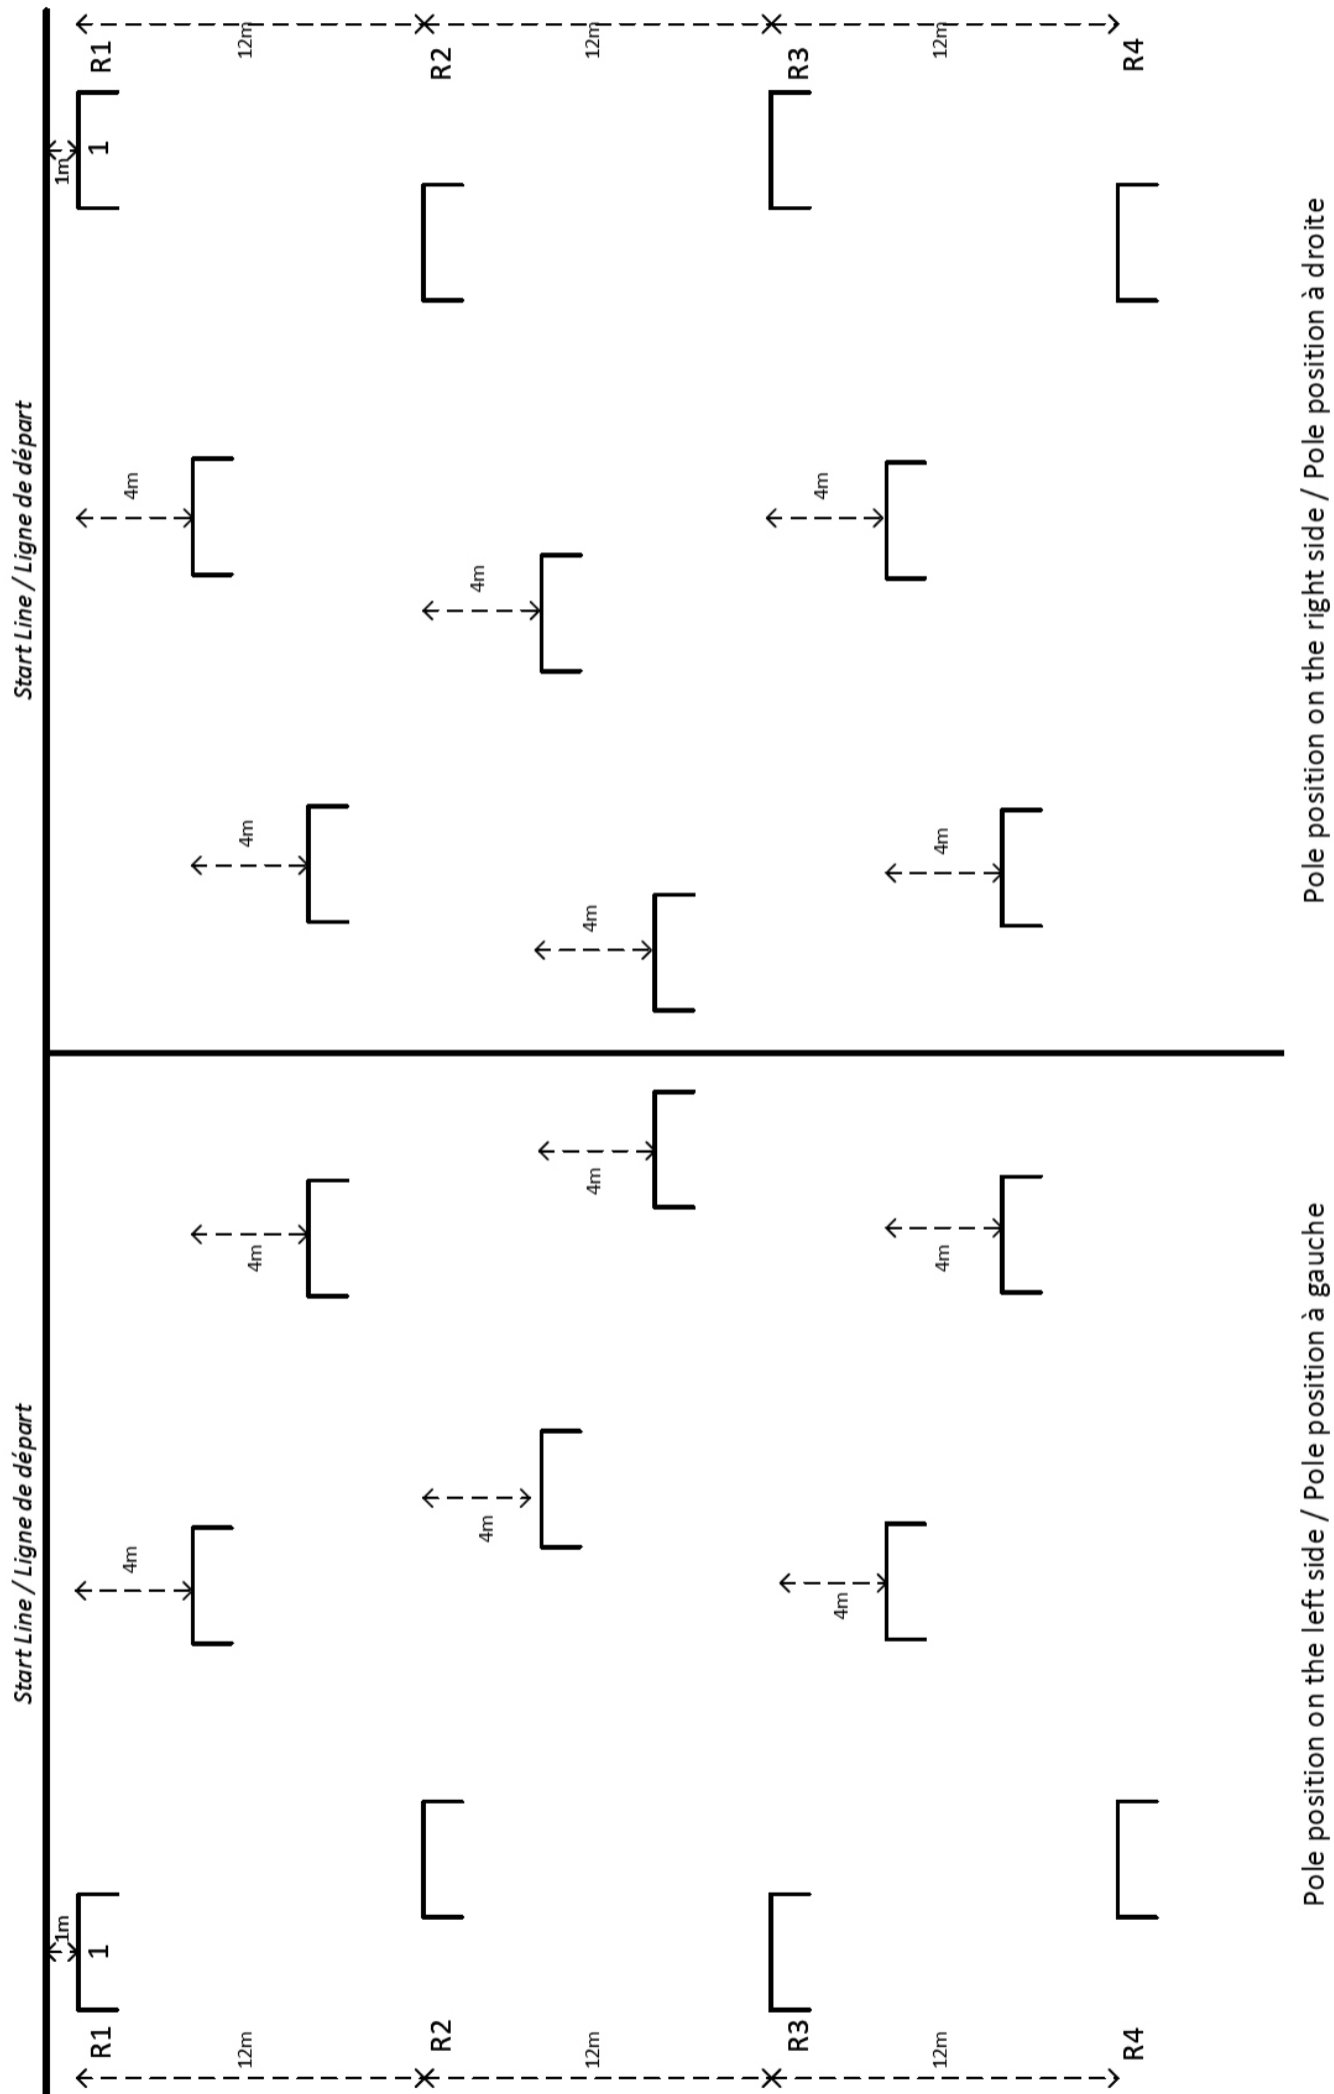 Start Line / Ligne de départ
Start Line / Ligne de départ
1m
1m
R1
1
1
R1
4m
4m
12m
4m
4m
12m
R2
R2
4m
4m
12m
4m
4m
12m
R3
R3
4m
4m
12m
4m
4m
12m
R4
R4
Pole position on the left side / Pole position à gauche
Pole position on the right side / Pole position à droite